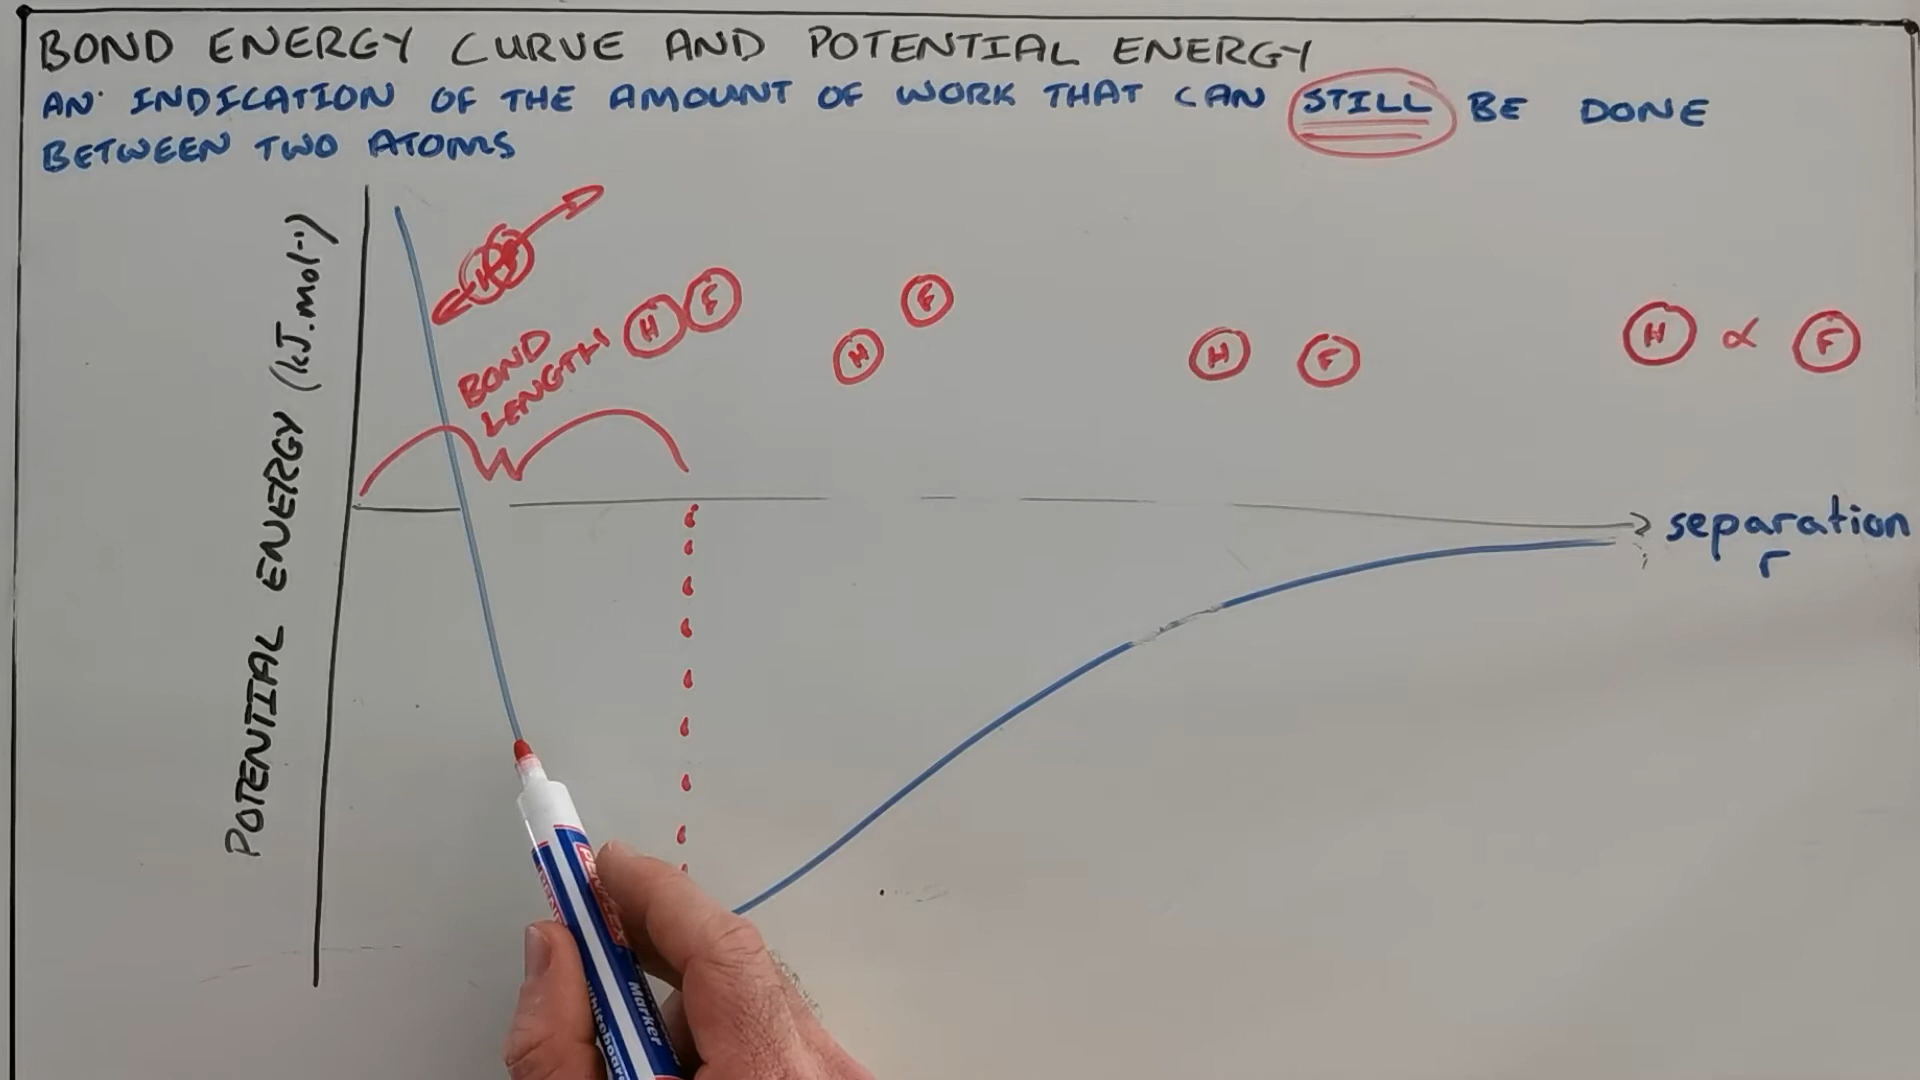 BOND ENERGY CURVE AND POTENTIAL ENERGY
AN INDICATION OF THE AMOUNT OF WORK THAT CAN STILL BE DONE
BETWEEN TWO ATOMS
POTENTIAL ENERGY (kJ.mol⁻¹)
H F
BOND
LENGTH
H F
H F
H F
H ∝ F
separation
r
Marker